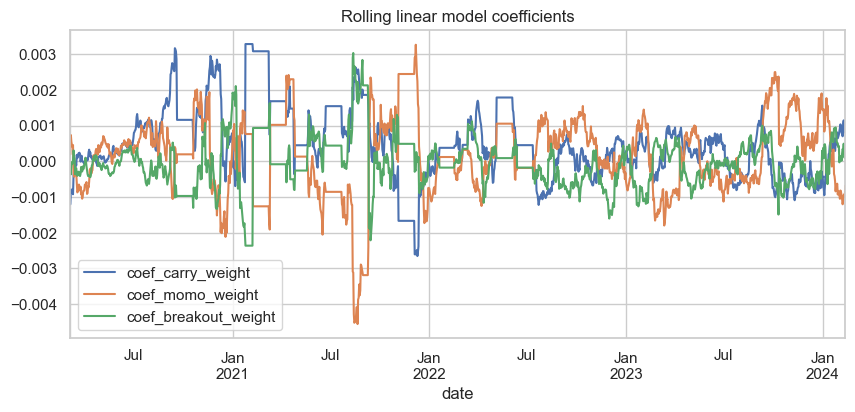 Rolling linear model coefficients
0.003
0.002
0.001
0.000
−0.001
−0.002
−0.003
−0.004
coef_carry_weight
coef_momo_weight
coef_breakout_weight
Jul Jan Jul Jan Jul Jan Jul Jan
2021 2022 2023 2024
date